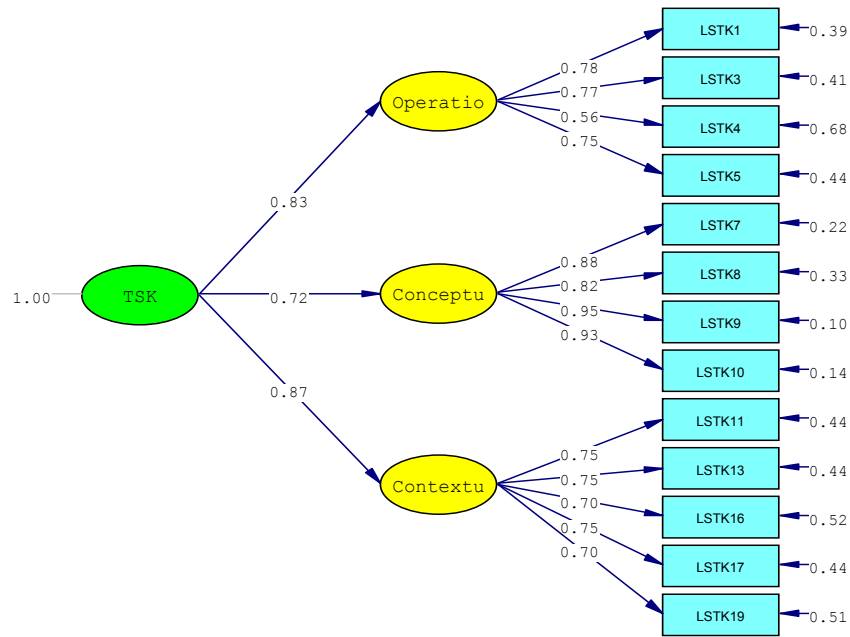 LSTK1
0.39
0.78
LSTK3
0.41
0.77
Operatio
0.56
LSTK4
0.68
0.75
LSTK5
0.44
0.83
LSTK7
0.22
0.88
LSTK8
0.33
0.82
1.00
TSK
0.72
Conceptu
0.95
LSTK9
0.10
0.93
LSTK10
0.14
0.87
LSTK11
0.44
0.75
LSTK13
0.44
0.75
Contextu
0.70
LSTK16
0.52
0.75
LSTK17
0.44
0.70
LSTK19
0.51